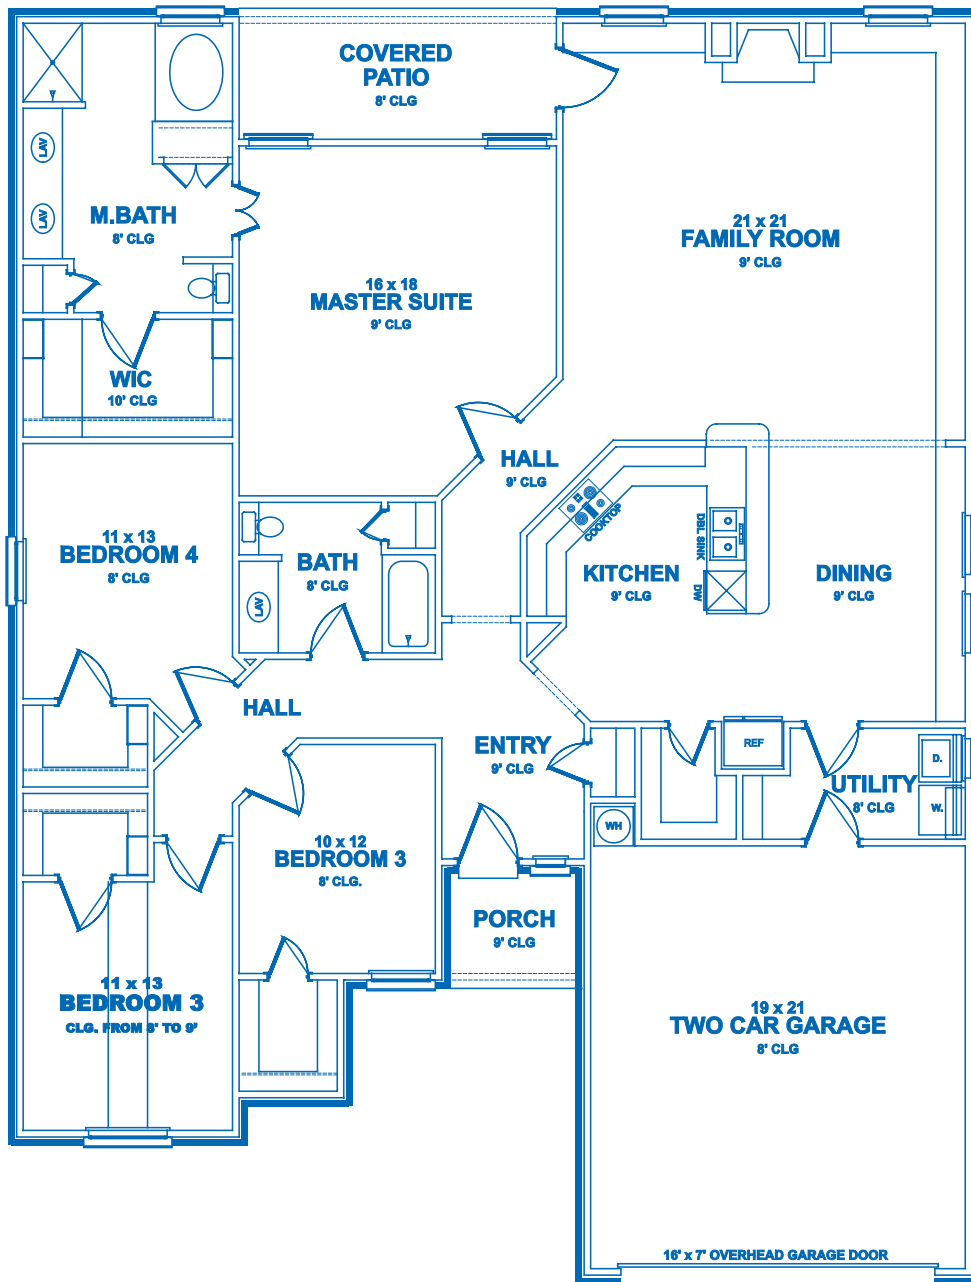 COVERED
PATIO
8' CLG
LAV
LAV
M.BATH
8' CLG
21 x 21
FAMILY ROOM
9' CLG
16 x 18
MASTER SUITE
9' CLG
WIC
10' CLG
HALL
9' CLG
COOKTOP
DBL SINK
DW
11 x 13
BEDROOM 4
8' CLG
BATH
8' CLG
LAV
KITCHEN
9' CLG
DINING
9' CLG
HALL
ENTRY
9' CLG
REF
D.
UTILITY
8' CLG
W.
WH
10 x 12
BEDROOM 3
8' CLG.
PORCH
9' CLG
11 x 13
BEDROOM 3
CLG. FROM 8' TO 9'
19 x 21
TWO CAR GARAGE
8' CLG
16' x 7' OVERHEAD GARAGE DOOR